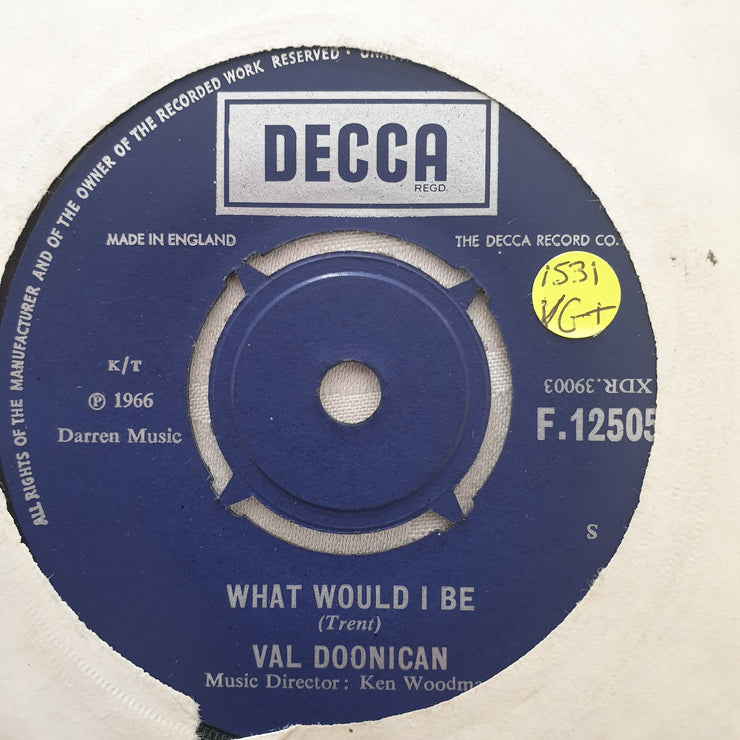 ALL RIGHTS OF THE MANUFACTURER AND OF THE OWNER OF THE RECORDED WORK RESERVED ·
DECCA
REGD.
MADE IN ENGLAND
THE DECCA RECORD CO.
1531
VG+
K/T
℗ 1966
Darren Music
XDR.39003
F.12505
S
WHAT WOULD I BE
(Trent)
VAL DOONICAN
Music Director: Ken Woodma